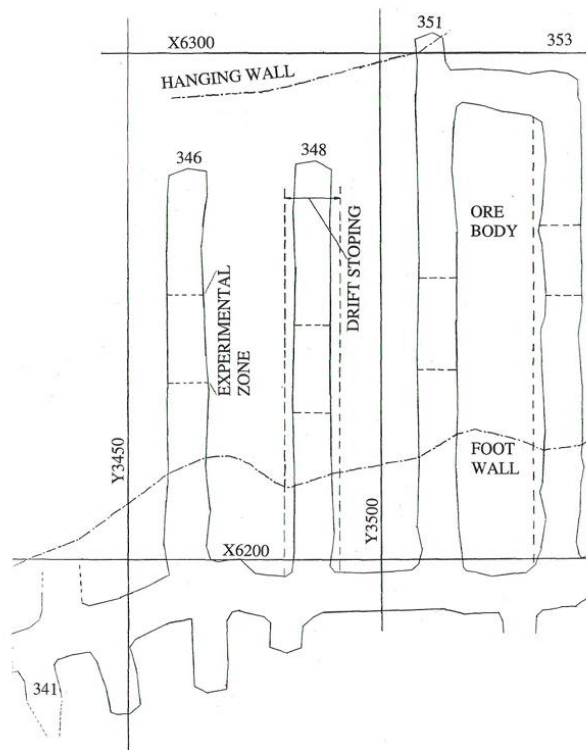 351
X6300
353
HANGING WALL
346
348
ORE
BODY
DRIFT STOPING
EXPERIMENTAL
ZONE
Y3450
Y3500
FOOT
WALL
X6200
341